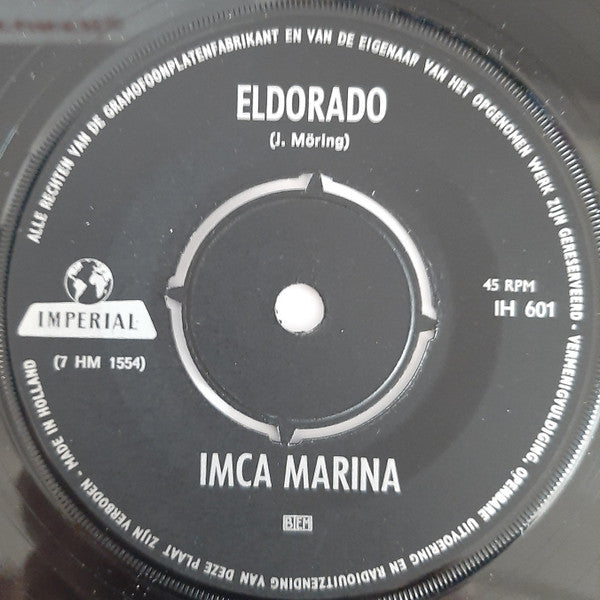 ALLE RECHTEN VAN DE GRAMOFOONPLATENFABRIKANT EN VAN DE EIGENAAR VAN HET OPGENOMEN WERK ZIJN GERESERVEERD • VERMENIGVULDIGING, OPENBARE UITVOERING EN RADIOUITZENDING VAN DEZE PLAAT ZIJN VERBODEN • MADE IN HOLLAND
ELDORADO
(J. Möring)
IMPERIAL
(7 HM 1554)
45 RPM
IH 601
IMCA MARINA
BIEM